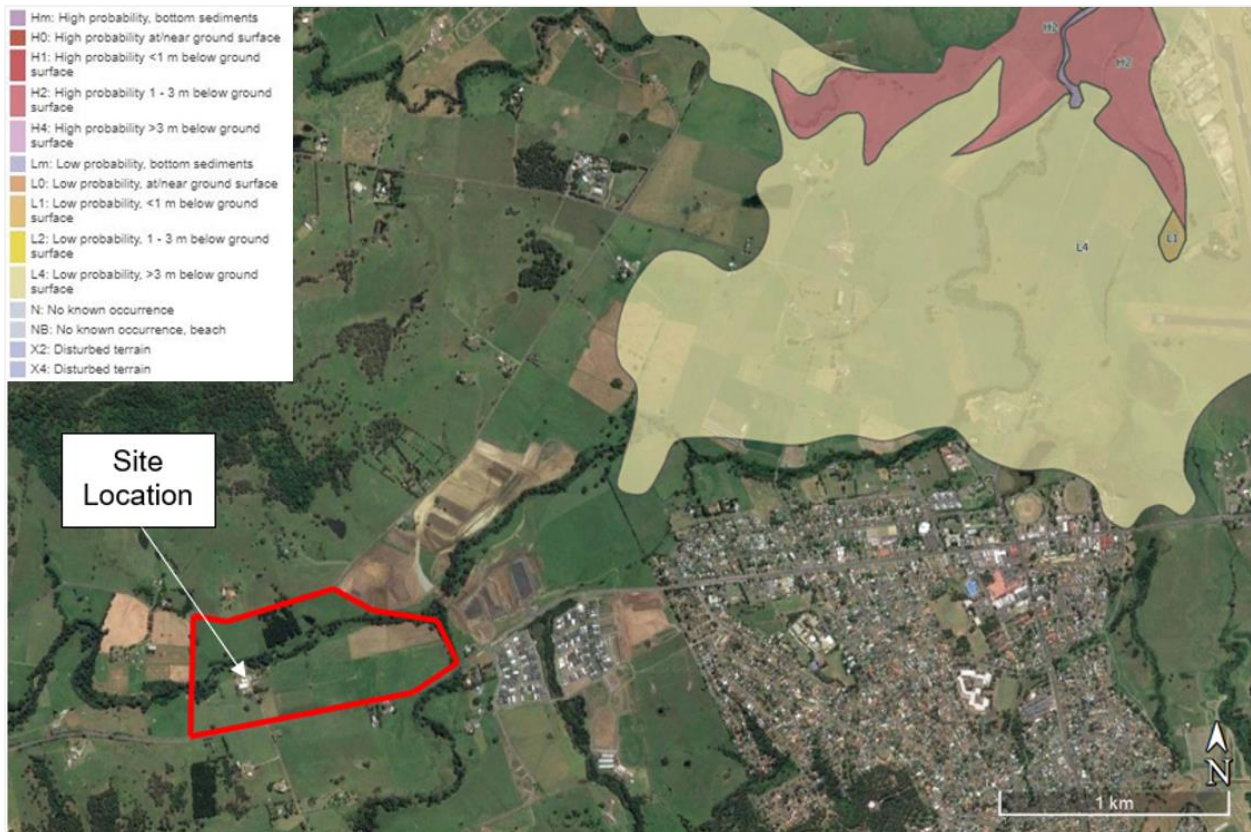 Hm: High probability, bottom sediments
H0: High probability at/near ground surface
H1: High probability <1 m below ground
surface
H2: High probability 1 - 3 m below ground
surface
H4: High probability >3 m below ground
surface
Lm: Low probability, bottom sediments
L0: Low probability, at/near ground surface
L1: Low probability, <1 m below ground
surface
L2: Low probability, 1 - 3 m below ground
surface
L4: Low probability, >3 m below ground
surface
N: No known occurrence
NB: No known occurrence, beach
X2: Disturbed terrain
X4: Disturbed terrain
H2
H2
L4
L1
Site
Location
N
1 km